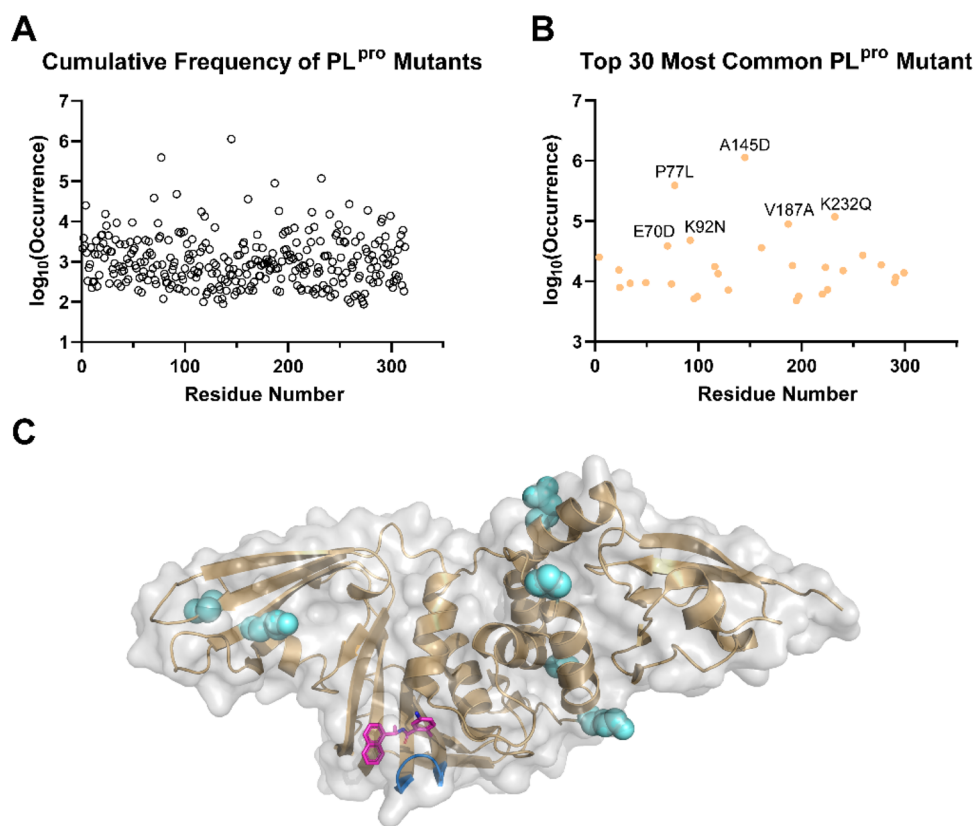 A
Cumulative Frequency of PLpro Mutants
log10(Occurrence)
7
6
5
4
3
2
1
0 100 200 300
Residue Number
B
Top 30 Most Common PLpro Mutant
log10(Occurrence)
7
6
5
4
3
A145D
P77L
V187A K232Q
E70D K92N
0 100 200 300
Residue Number
C